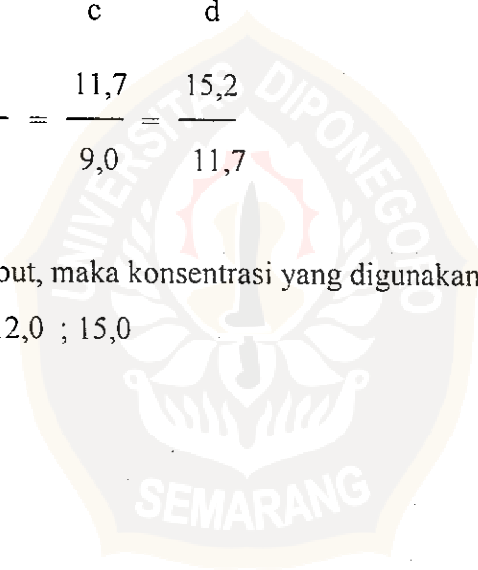 c d
11,7 15,2
= =
9,0 11,7
but, maka konsentrasi yang digunakan
2,0 ; 15,0
UNIVERSITAS DIPONEGORO
SEMARANG